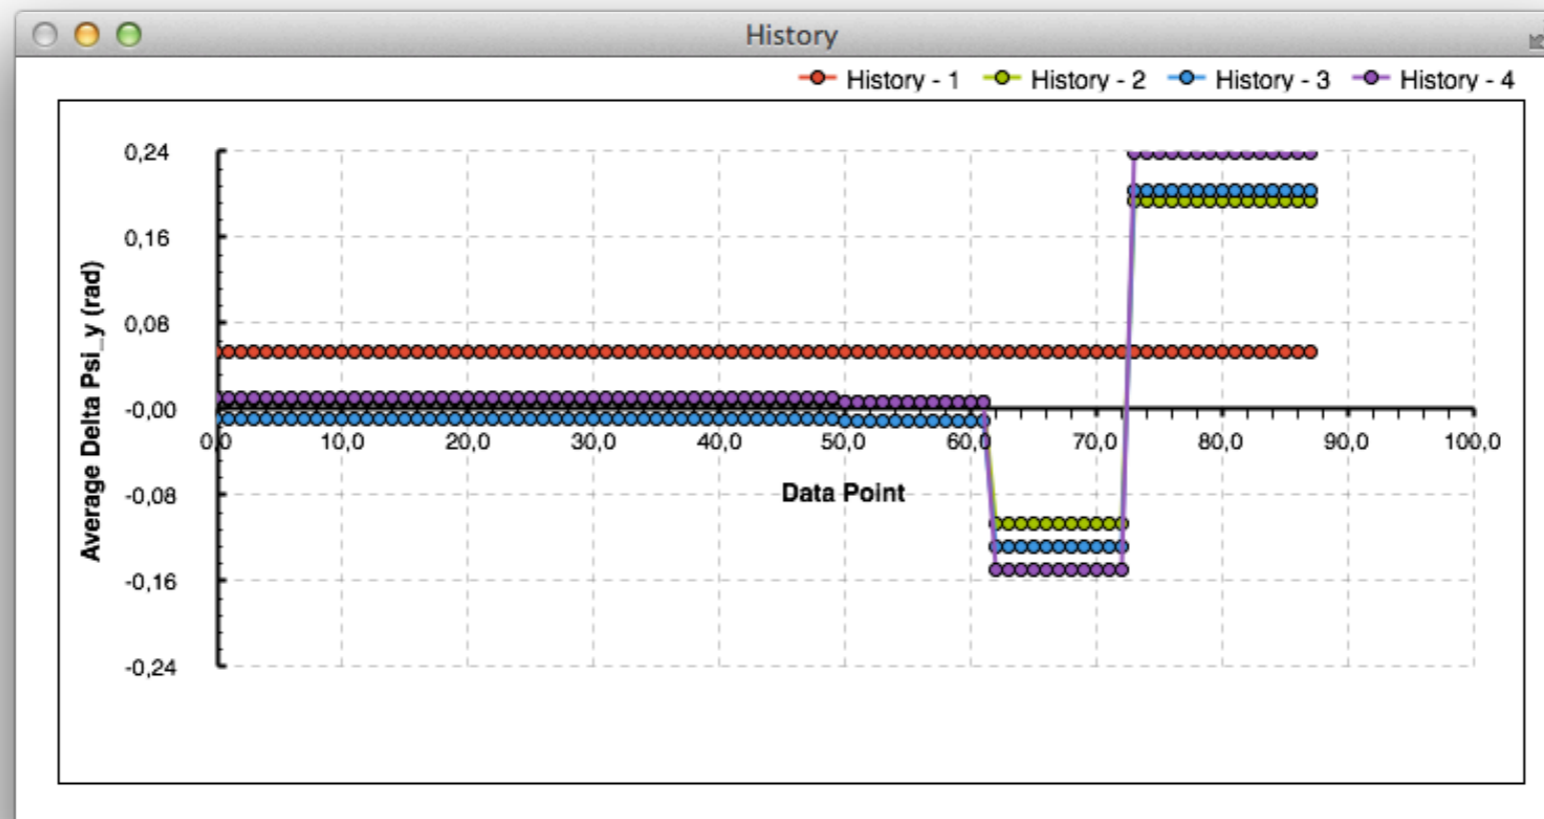 History
History - 1 History - 2 History - 3 History - 4
0,24
0,16
0,08
-0,00
0,0 10,0 20,0 30,0 40,0 50,0 60,0 70,0 80,0 90,0 100,0
-0,08
-0,16
-0,24
Data Point
Average Delta Psi_y (rad)